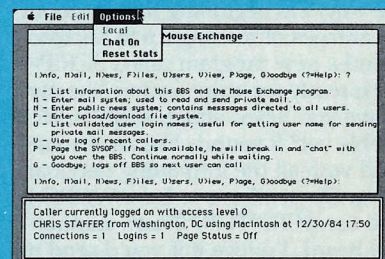 File Edit Options
Local
Chat On
Reset Stats
Mouse Exchange
I)nfo, M)ail, N)ews, F)iles, U)sers, V)iew, P)age, G)oodbye (?=Help): ?
I - List information about this BBS and the Mouse Exchange program.
M - Enter mail system; used to read and send private mail.
N - Enter public news system; contains messsages directed to all users.
F - Enter upload/download file system.
U - List validated user login names; useful for getting user name for sending
private mail messages.
V - View log of recent callers.
P - Page the SYSOP. If he is available, he will break in and "chat" with
you over the BBS. Continue normally while waiting.
G - Goodbye; logs off BBS so next user can call
I)nfo, M)ail, N)ews, F)iles, U)sers, V)iew, P)age, G)oodbye (?=Help):
Caller currently logged on with access level 0
CHRIS STAFFER from Washington, DC using Macintosh at 12/30/84 17:50
Connections = 1 Logins = 1 Page Status = Off